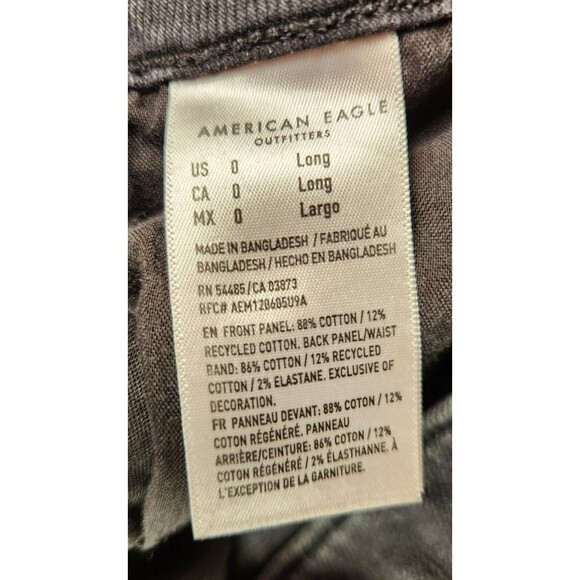 AMERICAN EAGLE
OUTFITTERS
US 0 Long
CA 0 Long
MX 0 Largo
MADE IN BANGLADESH / FABRIQUÉ AU
BANGLADESH / HECHO EN BANGLADESH
RN 54485 / CA 03873
RFC# AEM120605U9A
EN FRONT PANEL: 88% COTTON / 12%
RECYCLED COTTON. BACK PANEL/WAIST
BAND: 86% COTTON / 12% RECYCLED
COTTON / 2% ELASTANE. EXCLUSIVE OF
DECORATION.
FR PANNEAU DEVANT: 88% COTON / 12%
COTON RÉGÉNÉRÉ. PANNEAU
ARRIÈRE/CEINTURE: 86% COTON / 12%
COTON RÉGÉNÉRÉ / 2% ÉLASTHANNE. À
L'EXCEPTION DE LA GARNITURE.